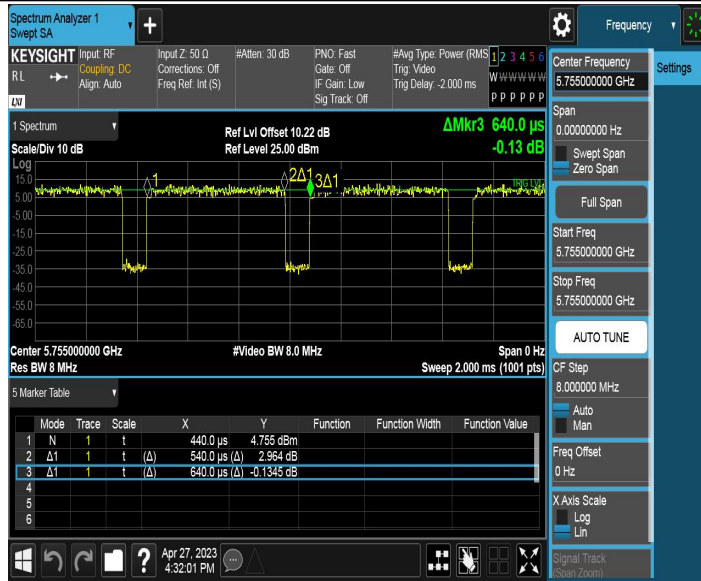 Spectrum Analyzer 1
Swept SA
Frequency
KEYSIGHT
RL
LXI
Input: RF
Coupling: DC
Align: Auto
Input Z: 50 Ω
Corrections: Off
Freq Ref: Int (S)
#Atten: 30 dB
PNO: Fast
Gate: Off
IF Gain: Low
Sig Track: Off
#Avg Type: Power (RMS
Trig: Video
Trig Delay: -2.000 ms
1 2 3 4 5 6
W W W W W W
P P P P P P
Center Frequency
5.755000000 GHz
Settings
Span
0.00000000 Hz
Swept Span
Zero Span
Full Span
Start Freq
5.755000000 GHz
Stop Freq
5.755000000 GHz
AUTO TUNE
CF Step
8.000000 MHz
Auto
Man
Freq Offset
0 Hz
X Axis Scale
Log
Lin
Signal Track
(Span Zoom)
1 Spectrum
Scale/Div 10 dB
Ref Lvl Offset 10.22 dB
Ref Level 25.00 dBm
ΔMkr3 640.0 µs
-0.13 dB
Log
15.0
5.00
-5.00
-15.0
-25.0
-35.0
-45.0
-55.0
-65.0
1
2Δ1
3Δ1
TRIG LVL
Center 5.755000000 GHz
Res BW 8 MHz
#Video BW 8.0 MHz
Span 0 Hz
Sweep 2.000 ms (1001 pts)
5 Marker Table
Mode Trace Scale X Y Function Function Width Function Value
1 N 1 t 440.0 µs 4.755 dBm
2 Δ1 1 t (Δ) 540.0 µs (Δ) 2.964 dB
3 Δ1 1 t (Δ) 640.0 µs (Δ) -0.1345 dB
4
5
6
?
Apr 27, 2023
4:32:01 PM